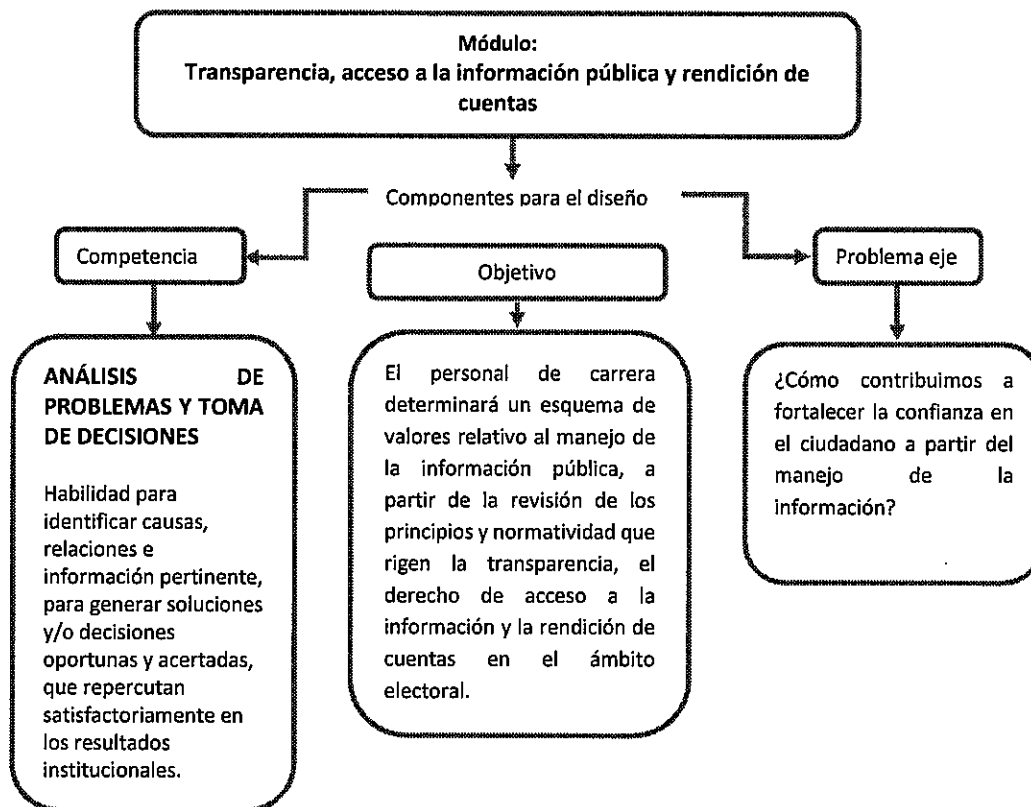 Módulo:
Transparencia, acceso a la información pública y rendición de
cuentas
Componentes para el diseño
Competencia
Objetivo
Problema eje
ANÁLISIS DE
PROBLEMAS Y TOMA
DE DECISIONES
Habilidad para
identificar causas,
relaciones e
información pertinente,
para generar soluciones
y/o decisiones
oportunas y acertadas,
que repercutan
satisfactoriamente en
los resultados
institucionales.
El personal de carrera
determinará un esquema de
valores relativo al manejo de
la información pública, a
partir de la revisión de los
principios y normatividad que
rigen la transparencia, el
derecho de acceso a la
información y la rendición de
cuentas en el ámbito
electoral.
¿Cómo contribuimos a
fortalecer la confianza en
el ciudadano a partir del
manejo de la
información?